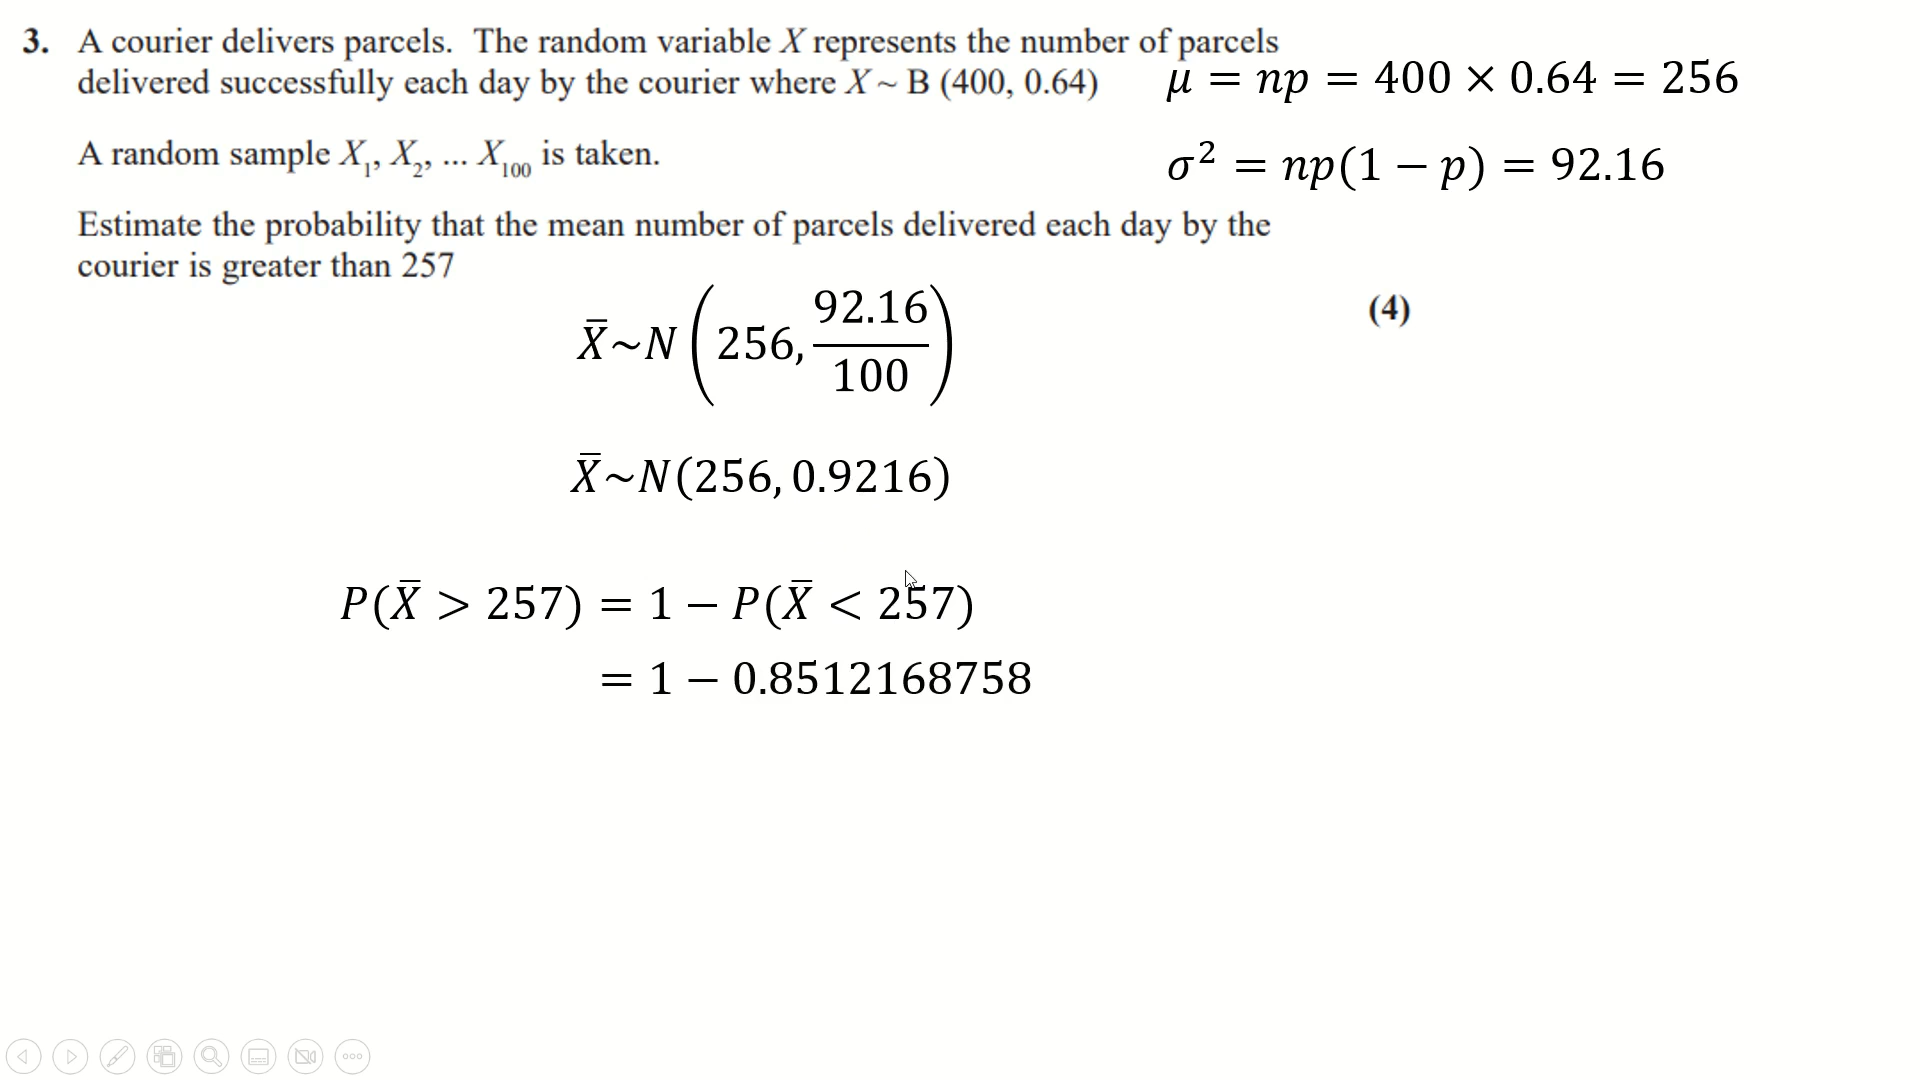 3. A courier delivers parcels. The random variable X represents the number of parcels
delivered successfully each day by the courier where X ~ B (400, 0.64)
μ = np = 400 × 0.64 = 256
A random sample X₁, X₂, ... X₁₀₀ is taken.
σ² = np(1 − p) = 92.16
Estimate the probability that the mean number of parcels delivered each day by the
courier is greater than 257
(4)
X̄~N(256, 92.16/100)
X̄~N(256, 0.9216)
P(X̄ > 257) = 1 − P(X̄ < 257)
= 1 − 0.8512168758